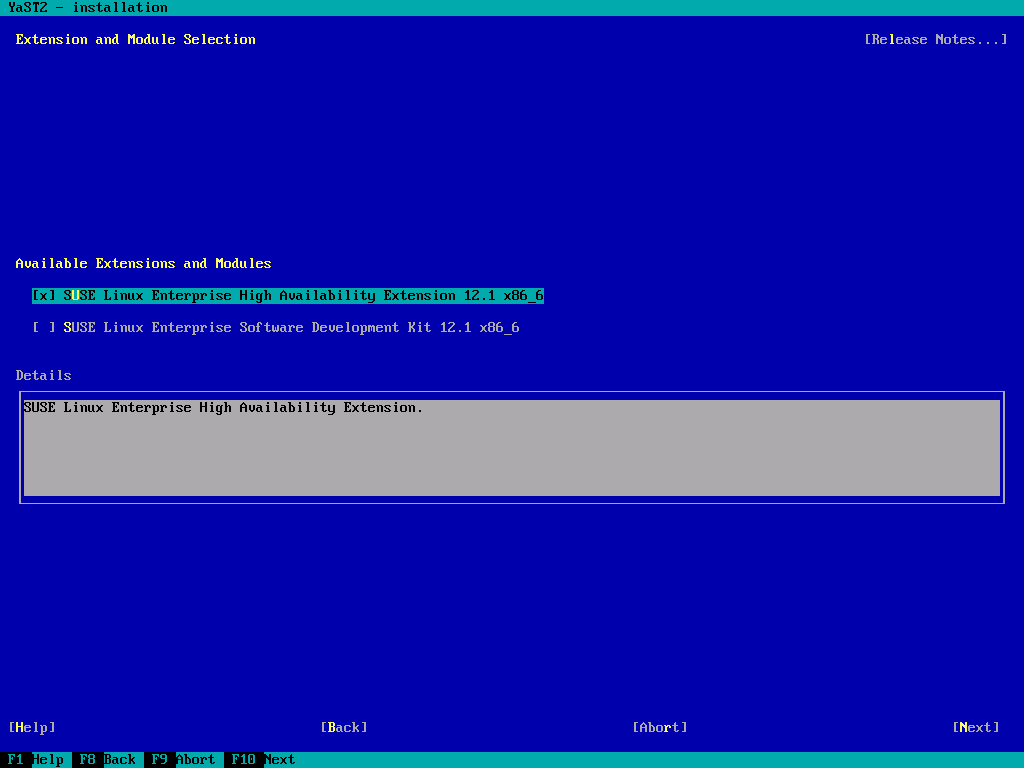 YaST2 - installation
Extension and Module Selection [Release Notes...]
Available Extensions and Modules
[x] SUSE Linux Enterprise High Availability Extension 12.1 x86_6
[ ] SUSE Linux Enterprise Software Development Kit 12.1 x86_6
Details
SUSE Linux Enterprise High Availability Extension.
[Help] [Back] [Abort] [Next]
F1 Help F8 Back F9 Abort F10 Next